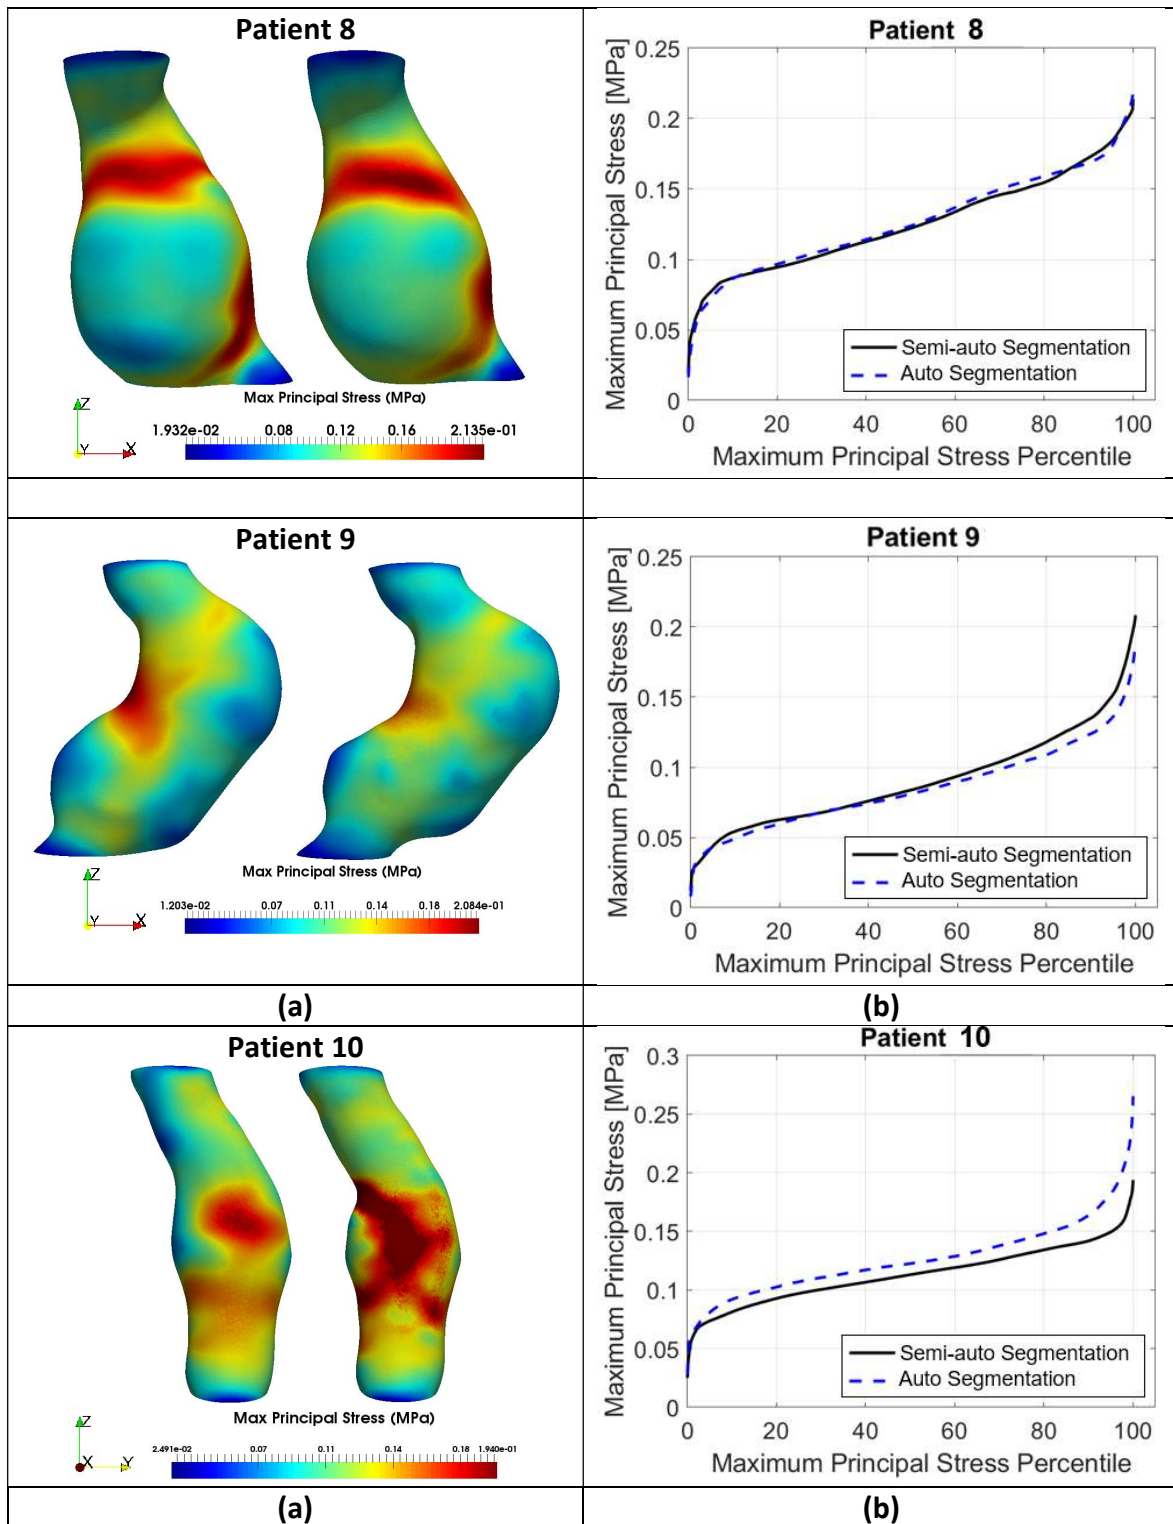 Patient 8
Z
Y
X
Max Principal Stress (MPa)
1.932e-02 0.08 0.12 0.16 2.135e-01
Patient 8
Maximum Principal Stress [MPa]
0.25
0.2
0.15
0.1
0.05
0
Semi-auto Segmentation
Auto Segmentation
0 20 40 60 80 100
Maximum Principal Stress Percentile
Patient 9
Max Principal Stress (MPa)
Z
Y
X
1.203e-02 0.07 0.11 0.14 0.18 2.084e-01
Patient 9
Maximum Principal Stress [MPa]
0.25
0.2
0.15
0.1
0.05
0
Semi-auto Segmentation
Auto Segmentation
0 20 40 60 80 100
Maximum Principal Stress Percentile
(a)
(b)
Patient 10
Max Principal Stress (MPa)
Z
X
Y
2.491e-02 0.07 0.11 0.14 0.18 1.940e-01
Patient 10
Maximum Principal Stress [MPa]
0.3
0.25
0.2
0.15
0.1
0.05
0
Semi-auto Segmentation
Auto Segmentation
0 20 40 60 80 100
Maximum Principal Stress Percentile
(a)
(b)